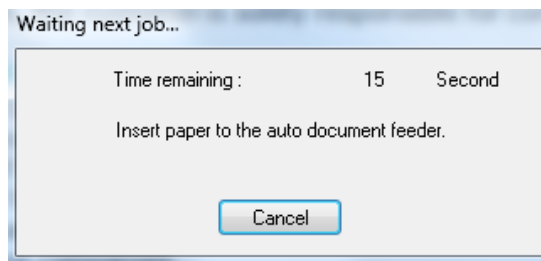 Waiting next job...
Time remaining : 15 Second
Insert paper to the auto document feeder.
Cancel